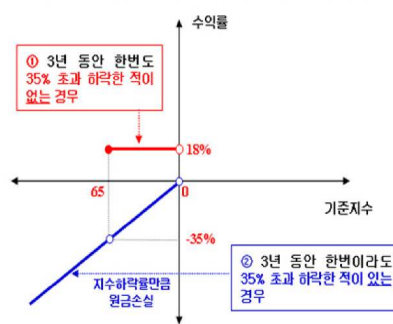 수익률
① 3년 동안 한번도
35% 초과 하락한 적이
없는 경우
18%
65
0
기준지수
-35%
② 3년 동안 한번이라도
35% 초과 하락한 적이 있는
경우
지수하락률만큼
원금손실